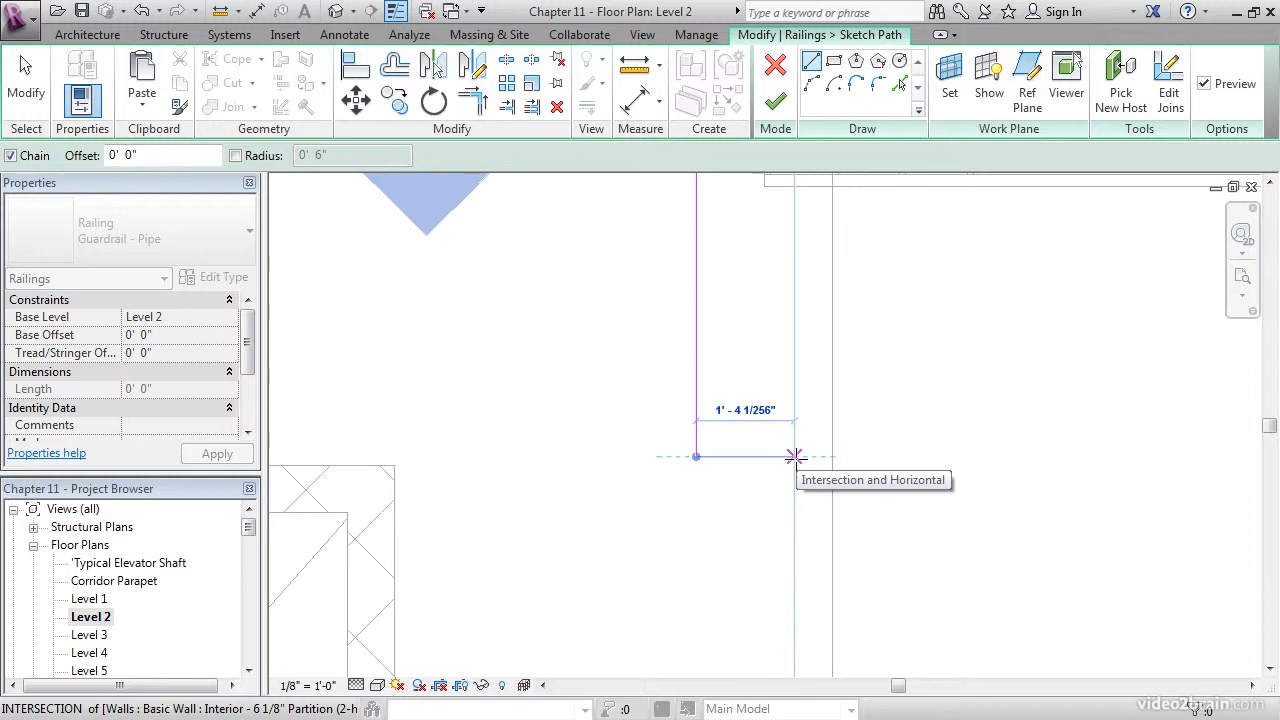 Chapter 11 - Floor Plan: Level 2
Type a keyword or phrase
Sign In
Architecture
Systems
Insert
Annotate
Analyze
Massing & Site
Collaborate
View
Manage
Modify | Railings > Sketch Path
Modify
Paste
Cope
Cut
Join
Set
Show
Ref
Plane
Viewer
Pick
New Host
Edit
Joins
Preview
Select
Properties
Clipboard
Geometry
Modify
View
Measure
Create
Mode
Draw
Work Plane
Tools
Options
Chain
Offset:
0' 0"
Radius:
0' 6"
Properties
Railing
Guardrail - Pipe
Railings
Edit Type
Constraints
Base Level
Level 2
Base Offset
0' 0"
Tread/Stringer Of...
0' 0"
Dimensions
Length
0' 0"
Identity Data
Comments
Properties help
Apply
1' - 4 1/256"
Intersection and Horizontal
2D
Chapter 11 - Project Browser
Views (all)
Structural Plans
Floor Plans
'Typical Elevator Shaft
Corridor Parapet
Level 1
Level 2
Level 3
Level 4
Level 5
1/8" = 1'-0"
INTERSECTION of [Walls : Basic Wall : Interior - 6 1/8" Partition (2-h
:0
Main Model
:0
video2brain.com